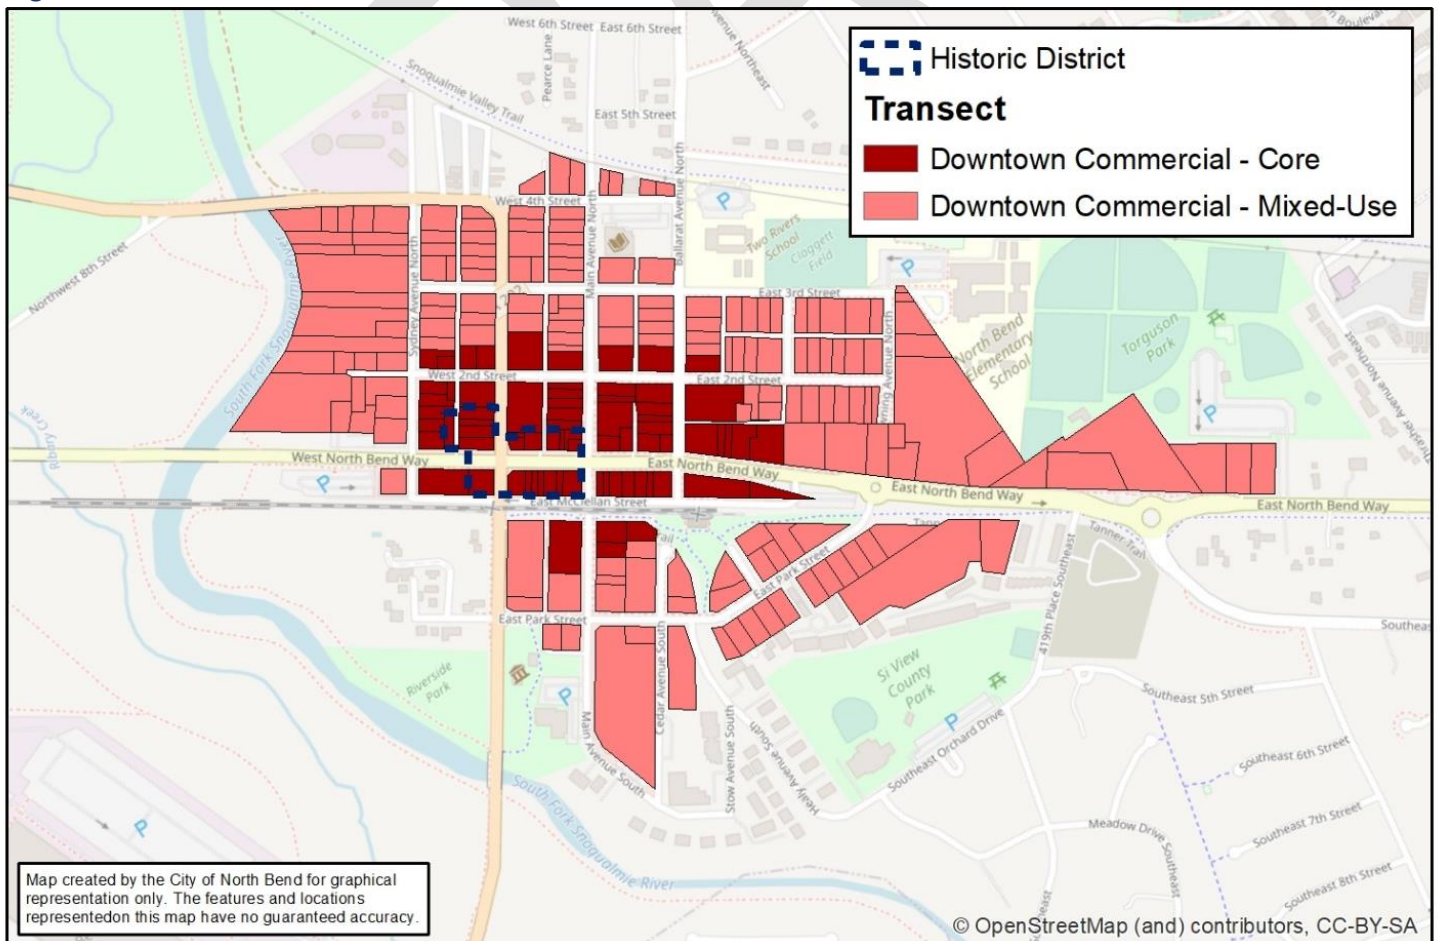 West 6th Street
East 6th Street
Pearce Lane
Snoqualmie Valley Trail
East 5th Street
Historic District
Transect
Downtown Commercial - Core
Downtown Commercial - Mixed-Use
West 4th Street
Main Avenue North
Ballarat Avenue North
P
Two Rivers School
Cloggett Field
P
Northwest 8th Street
South Fork Snoqualmie River
Sydney Avenue North
East 3rd Street
North Bend Elementary School
Torguson Park
West 2nd Street
East 2nd Street
P
Ribary Creek
West North Bend Way
East North Bend Way
P
East McClellan Street
East North Bend Way
East North Bend Way
Tanner Trail
East Park Street
East Park Street
419th Place Southeast
Riverside Park
P
Main Avenue South
Cedar Avenue South
Stow Avenue South
Healy Avenue South
Si View County Park
P
Southeast Orchard Drive
Southeast 5th Street
Southeast 6th Street
Southeast 7th Street
Meadow Drive Southeast
Southeast 8th Street
South Fork Snoqualmie River
P
Map created by the City of North Bend for graphical
representation only. The features and locations
representedon this map have no guaranteed accuracy.
© OpenStreetMap (and) contributors, CC-BY-SA